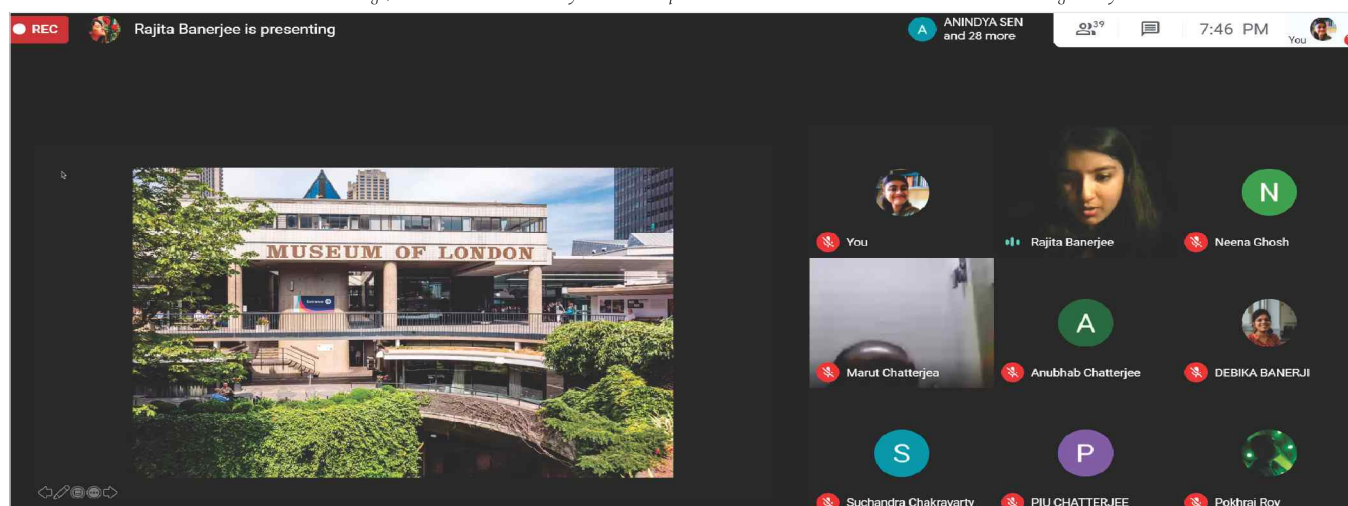 REC
Rajita Banerjee is presenting
A
ANINDYA SEN
and 28 more
39
7:46 PM
You
MUSEUM OF LONDON
Entrance
You
Rajita Banerjee
N
Neena Ghosh
Marut Chatterjea
A
Anubhab Chatterjee
DEBIKA BANERJI
S
Suchandra Chakravarty
P
PIU CHATTERJEE
Pokhraj Roy